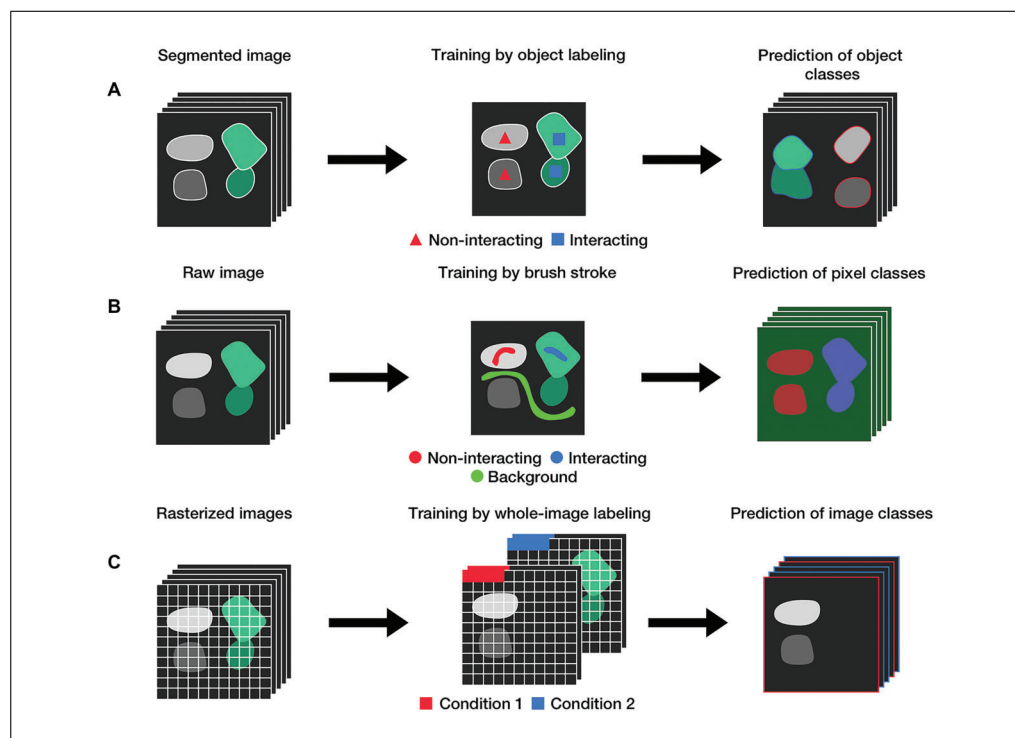 Segmented image
Training by object labeling
Prediction of object
classes
A
Non-interacting Interacting
Raw image
Training by brush stroke
Prediction of pixel classes
B
Non-interacting Interacting
Background
Rasterized images
Training by whole-image labeling
Prediction of image classes
C
Condition 1 Condition 2